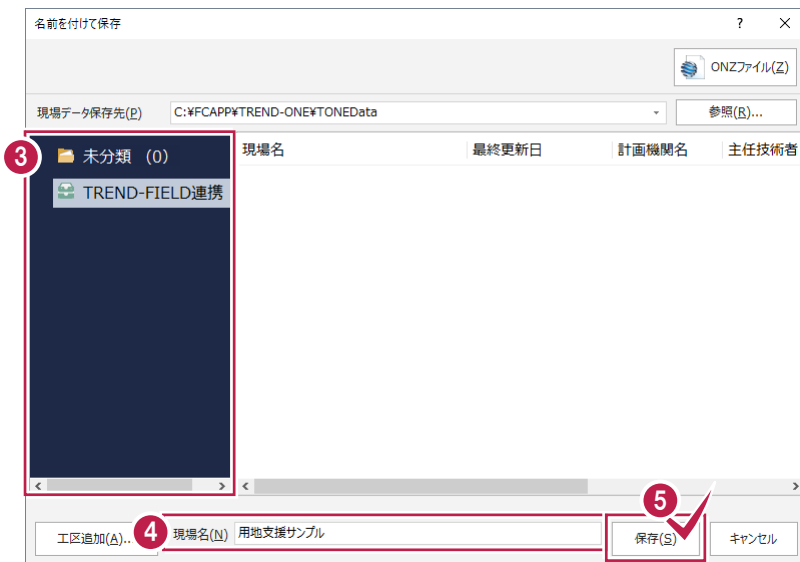 名前を付けて保存
?
ONZファイル(Z)
現場データ保存先(P) C:¥FCAPP¥TREND-ONE¥TONEData 参照(R)...
3
未分類 (0)
現場名 最終更新日 計画機関名 主任技術者
TREND-FIELD連携
5
工区追加(A)... 4 現場名(N) 用地支援サンプル 保存(S) キャンセル